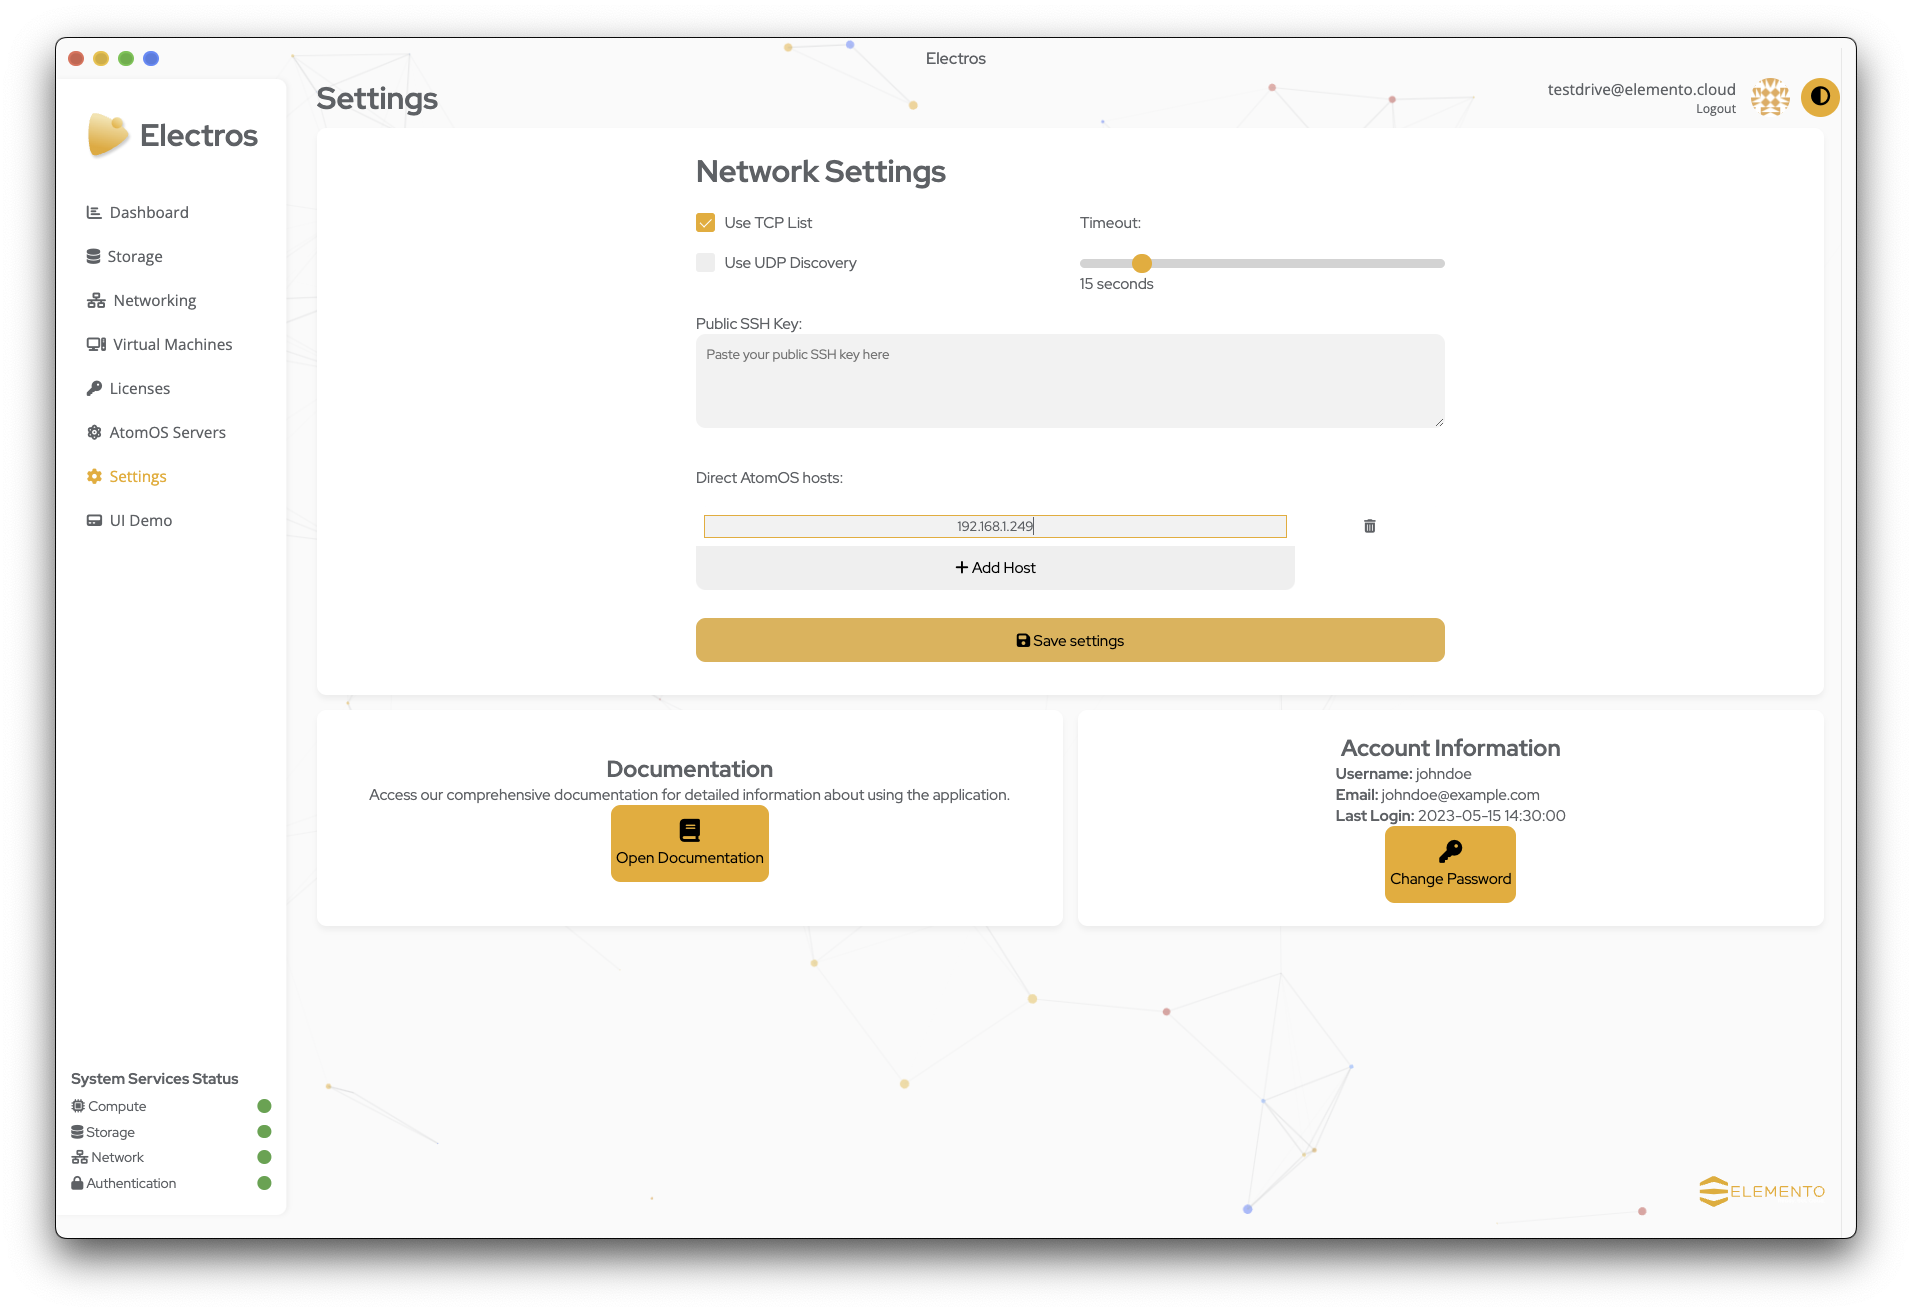 Electros
Electros
Dashboard
Storage
Networking
Virtual Machines
Licenses
AtomOS Servers
Settings
UI Demo
System Services Status
Compute
Storage
Network
Authentication
Settings
testdrive@elemento.cloud
Logout
Network Settings
Use TCP List
Use UDP Discovery
Timeout:
15 seconds
Public SSH Key:
Paste your public SSH key here
Direct AtomOS hosts:
192.168.1.249
Add Host
Save settings
Documentation
Access our comprehensive documentation for detailed information about using the application.
Open Documentation
Account Information
Username: johndoe
Email: johndoe@example.com
Last Login: 2023-05-15 14:30:00
Change Password
ELEMENTO